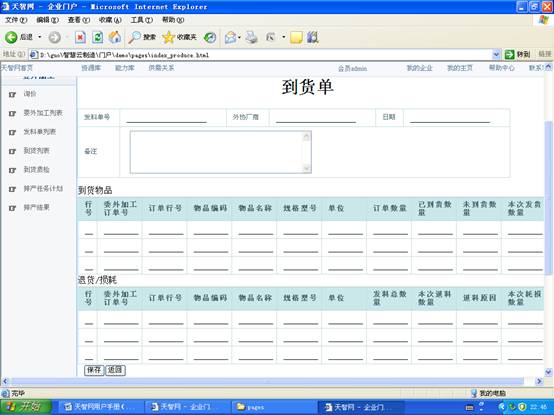 天智网 - 企业门户 - Microsoft Internet Explorer
文件(F) 编辑(E) 查看(V) 收藏(A) 工具(T) 帮助(H)
后退 搜索 收藏夹
地址(D) D:\guo\智慧云制造\门户\demo\pages\index_produce.html 转到 链接
天智网首页 资源库 能力库 供需关系 会员admin 我的企业 我的主页 帮助中心
询价
委外加工列表
发料单列表
到货列表
到货质检
排产任务计划
排产结果
到货单
发料单号 外协厂商 日期
备注
到货物品
行号 委外加工订单号 订单行号 物品编码 物品名称 规格型号 单位 订单数量 已到货数量 未到货数量 本次发货数
退货/损耗
行号 委外加工订单号 订单行号 物品编码 物品名称 规格型号 单位 发料总数量 本次退料数量 退料原因 本次耗损数
保存 返回
完毕 我的电脑
开始 天智网用户手册(... 天智网 - 企业门... pages 天智网 - 企业门... 22:46